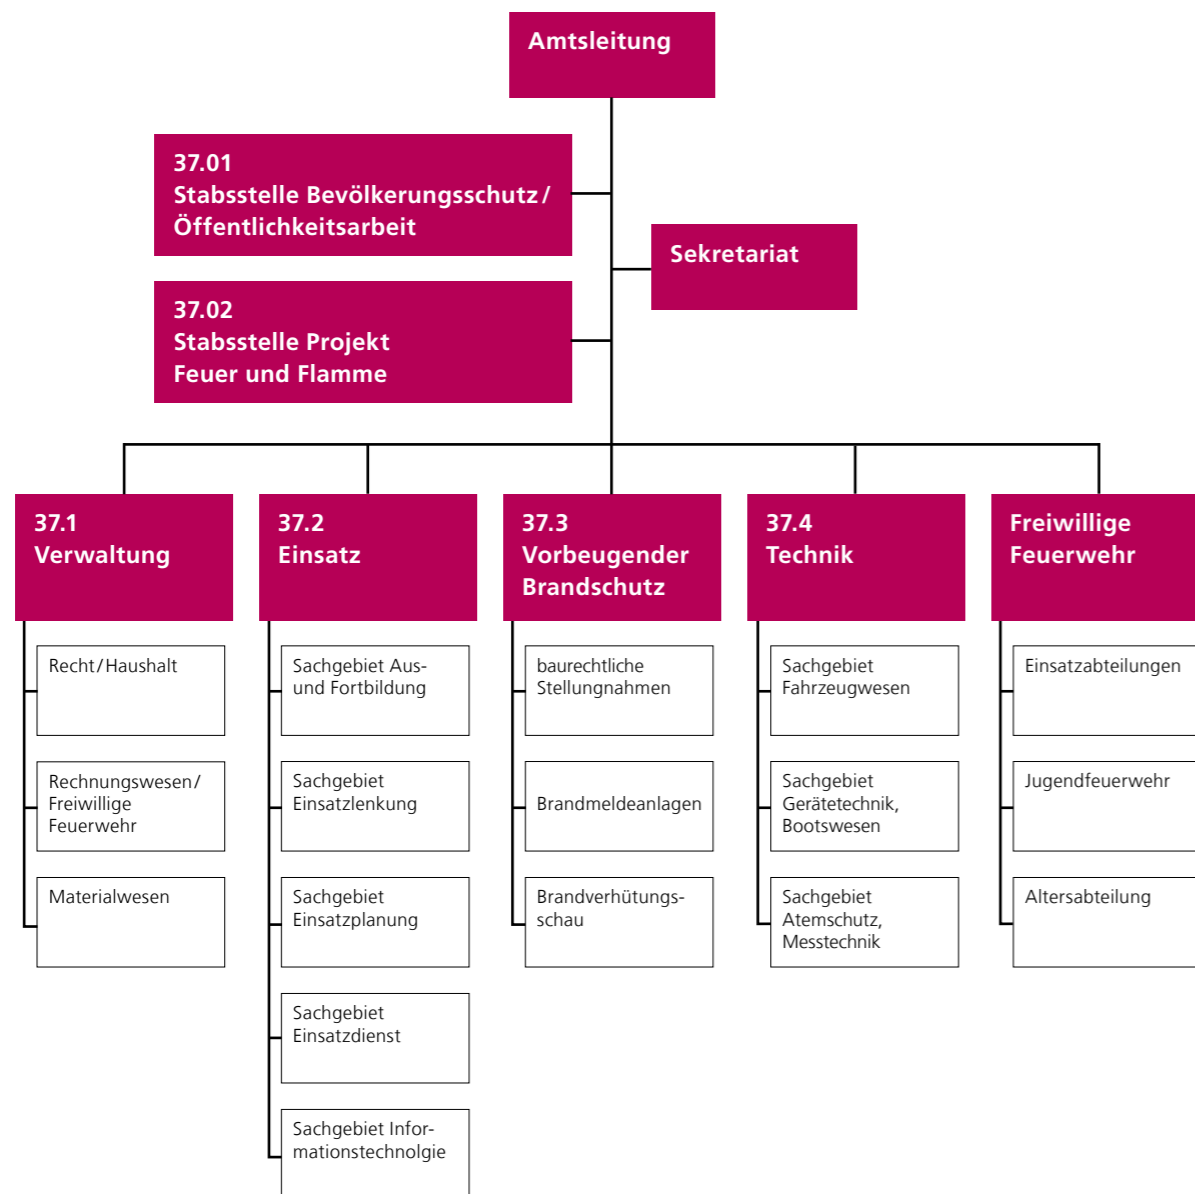 Amtsleitung
37.01
Stabsstelle Bevölkerungsschutz/
Öffentlichkeitsarbeit
Sekretariat
37.02
Stabsstelle Projekt
Feuer und Flamme
37.1
Verwaltung
Recht/Haushalt
Rechnungswesen/
Freiwillige
Feuerwehr
Materialwesen
37.2
Einsatz
Sachgebiet Aus-
und Fortbildung
Sachgebiet
Einsatzlenkung
Sachgebiet
Einsatzplanung
Sachgebiet
Einsatzdienst
Sachgebiet Infor-
mationstechnolgie
37.3
Vorbeugender
Brandschutz
baurechtliche
Stellungnahmen
Brandmeldeanlagen
Brandverhütungs-
schau
37.4
Technik
Sachgebiet
Fahrzeugwesen
Sachgebiet
Gerätetechnik,
Bootswesen
Sachgebiet
Atemschutz,
Messtechnik
Freiwillige
Feuerwehr
Einsatzabteilungen
Jugendfeuerwehr
Altersabteilung